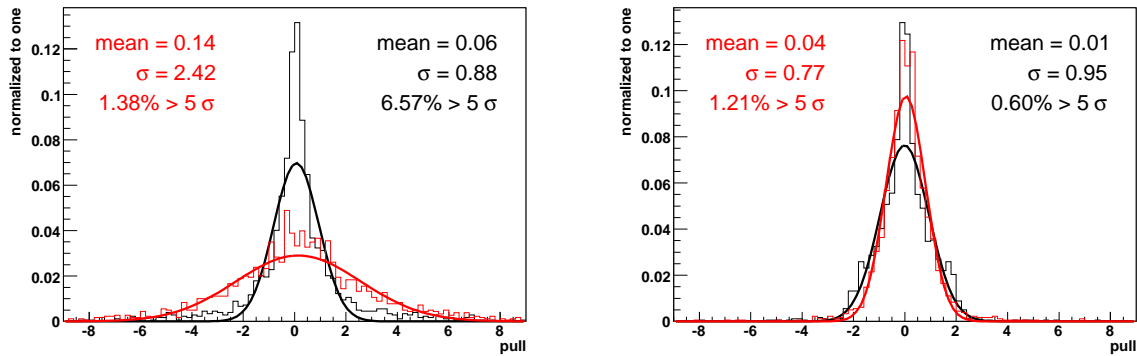 normalized to one
0.12
0.1
0.08
0.06
0.04
0.02
0
mean = 0.14
σ = 2.42
1.38% > 5 σ
mean = 0.06
σ = 0.88
6.57% > 5 σ
-8 -6 -4 -2 0 2 4 6 8
pull
normalized to one
0.12
0.1
0.08
0.06
0.04
0.02
0
mean = 0.04
σ = 0.77
1.21% > 5 σ
mean = 0.01
σ = 0.95
0.60% > 5 σ
-8 -6 -4 -2 0 2 4 6 8
pull